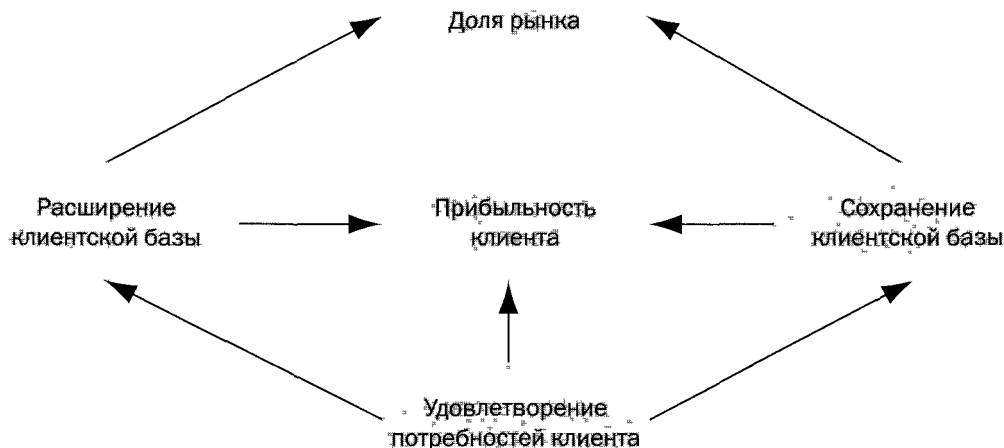 Доля рынка
Расширение
клиентской базы
Прибыльность
клиента
Сохранение
клиентской базы
Удовлетворение
потребностей клиента